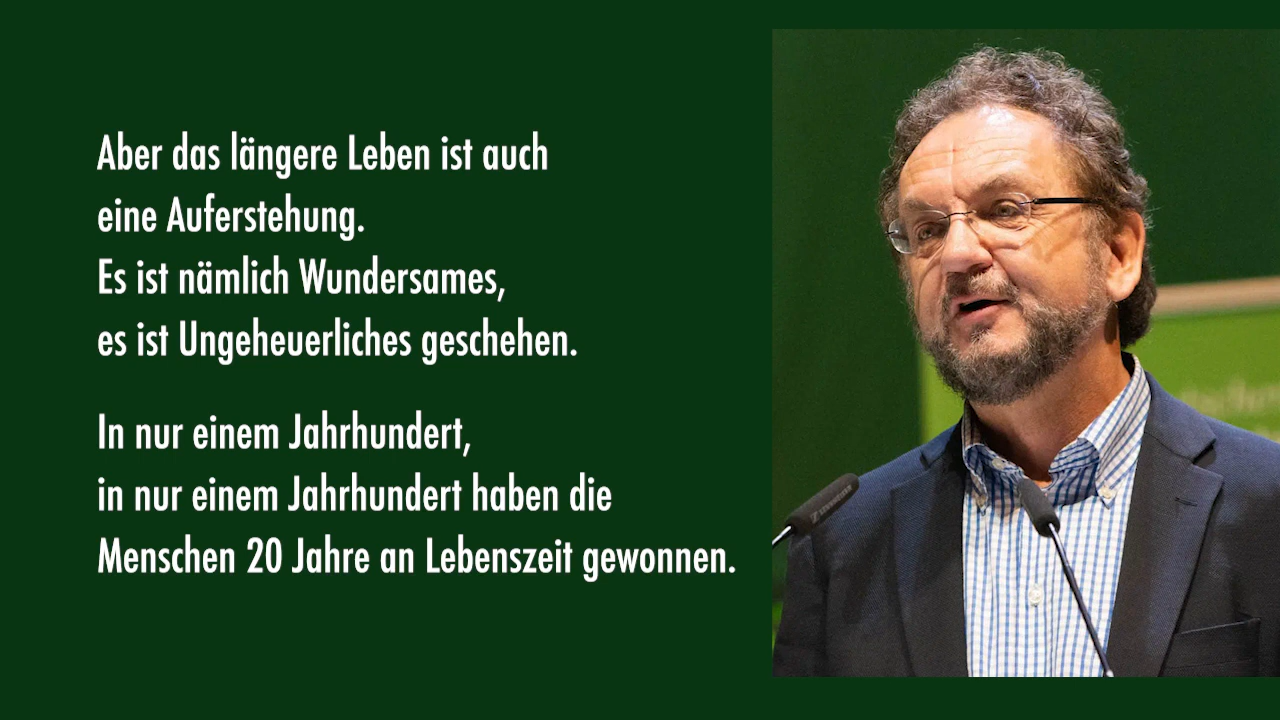 Aber das längere Leben ist auch
eine Auferstehung.
Es ist nämlich Wundersames,
es ist Ungeheuerliches geschehen.
In nur einem Jahrhundert,
in nur einem Jahrhundert haben die
Menschen 20 Jahre an Lebenszeit gewonnen.